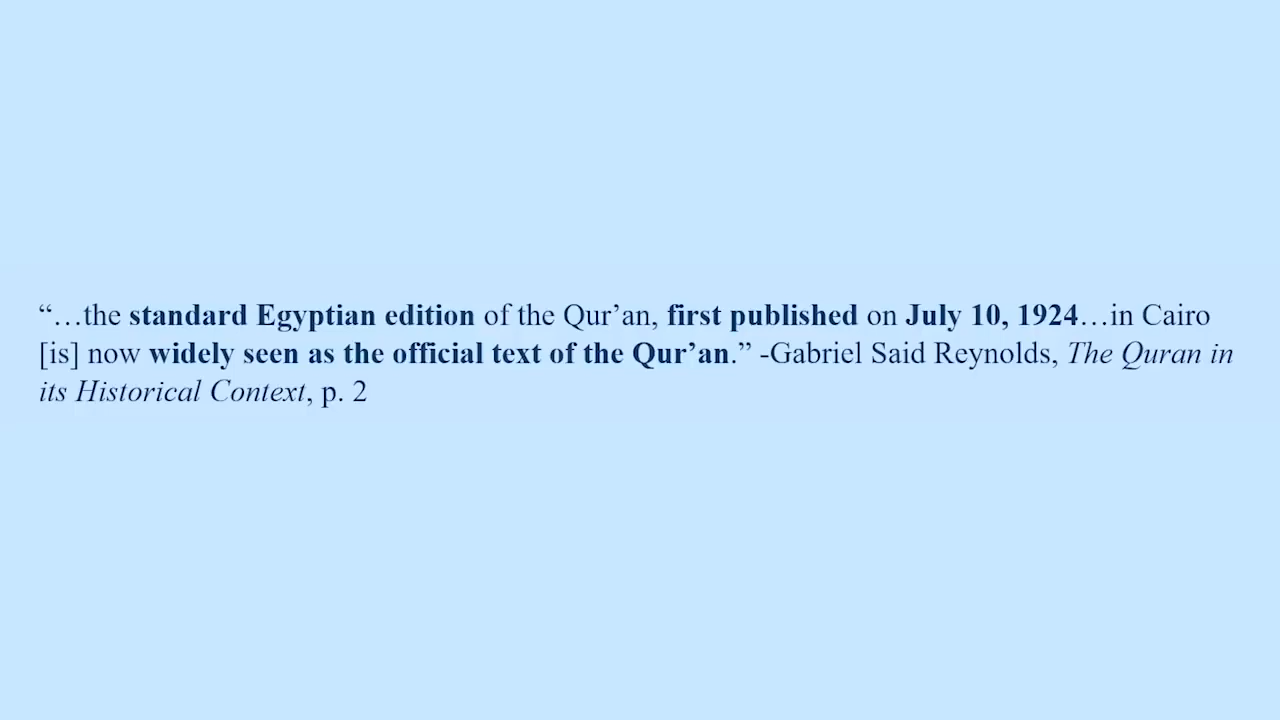 “…the standard Egyptian edition of the Qur’an, first published on July 10, 1924…in Cairo
[is] now widely seen as the official text of the Qur’an.” -Gabriel Said Reynolds, The Quran in
its Historical Context, p. 2